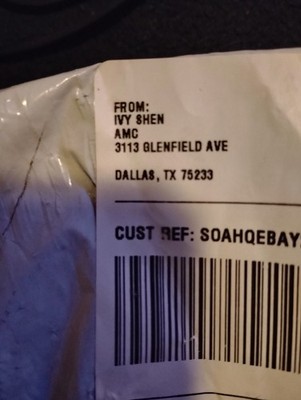 FROM:
IVY SHEN
AMC
3113 GLENFIELD AVE
DALLAS, TX 75233
CUST REF: SOAHQEBAY